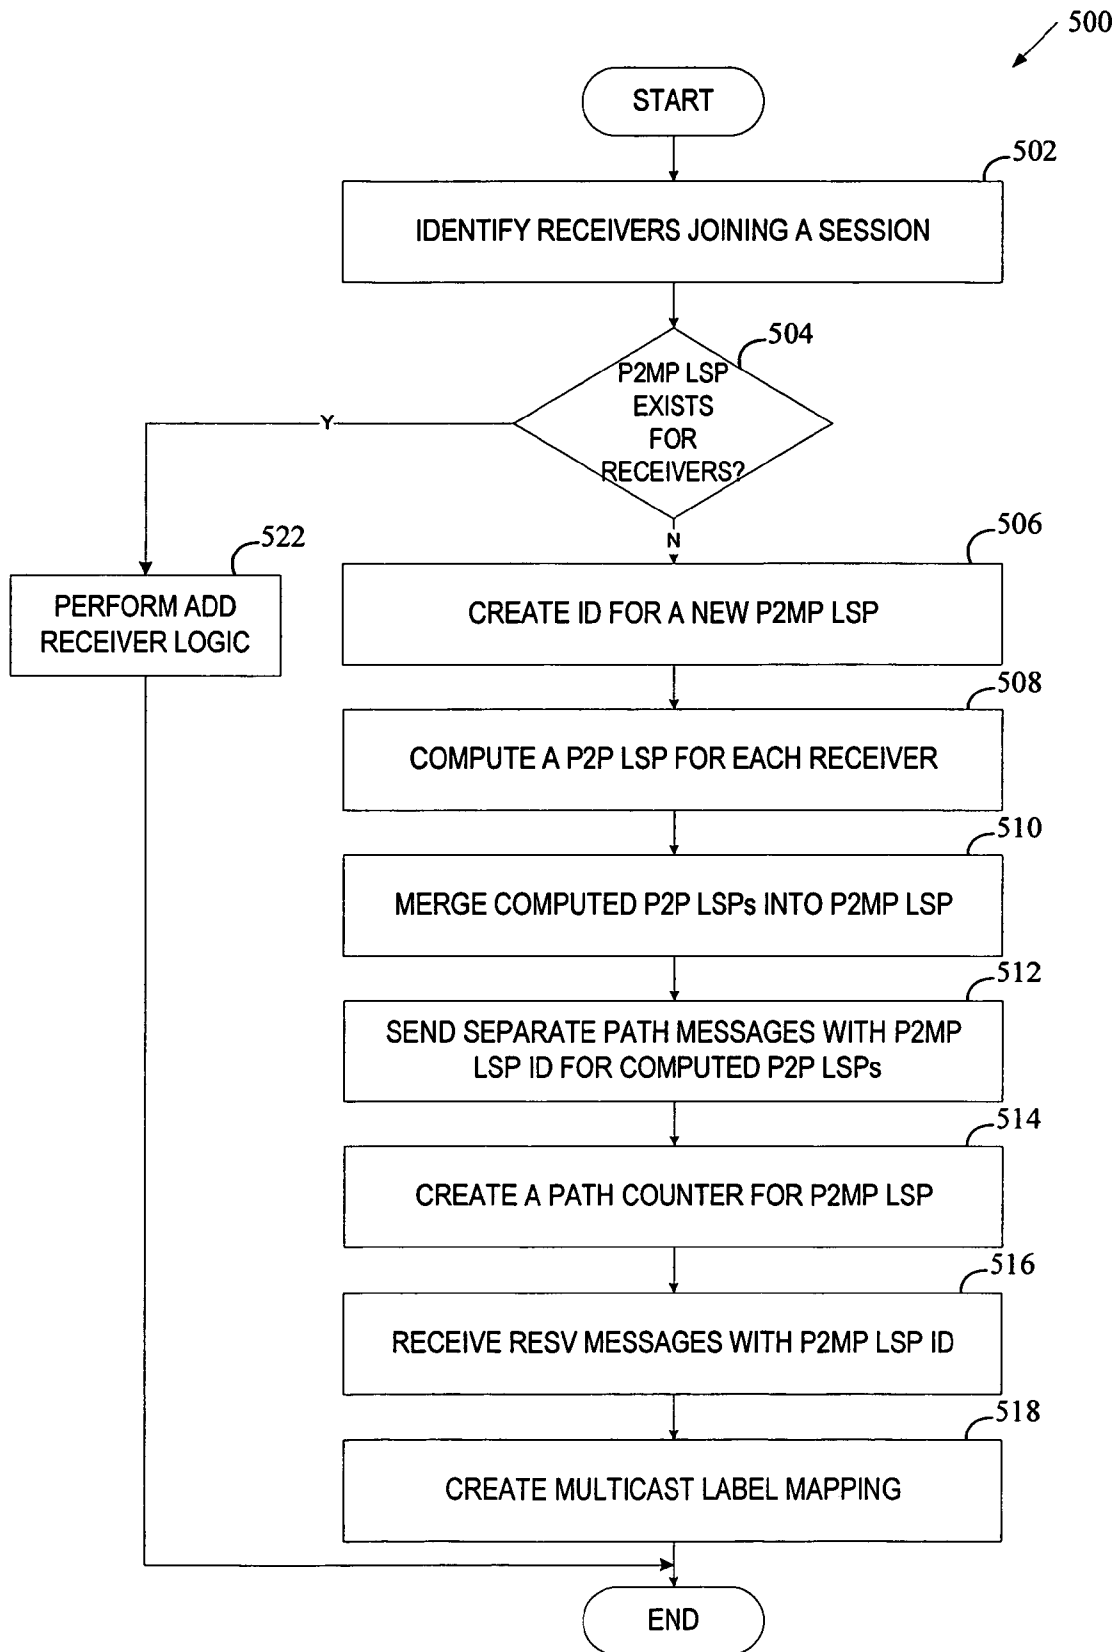 500
START
502
IDENTIFY RECEIVERS JOINING A SESSION
504
P2MP LSP
EXISTS
FOR
RECEIVERS?
Y
N
522
PERFORM ADD
RECEIVER LOGIC
506
CREATE ID FOR A NEW P2MP LSP
508
COMPUTE A P2P LSP FOR EACH RECEIVER
510
MERGE COMPUTED P2P LSPs INTO P2MP LSP
512
SEND SEPARATE PATH MESSAGES WITH P2MP
LSP ID FOR COMPUTED P2P LSPs
514
CREATE A PATH COUNTER FOR P2MP LSP
516
RECEIVE RESV MESSAGES WITH P2MP LSP ID
518
CREATE MULTICAST LABEL MAPPING
END